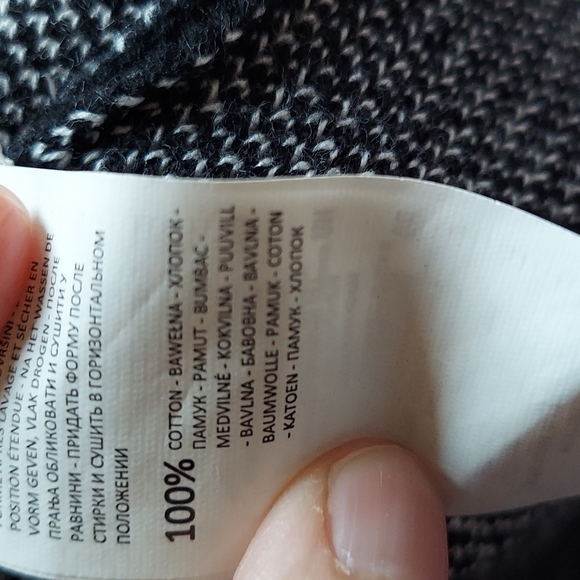 POSITION ÉTENDUE - NA HET WASSEN DE
VORM GEVEN, VLAK DROGEN - ПОСЛЕ
ПРАЊА ОБЛИКОВАТИ И СУШИТИ У
РАВНИНИ - ПРИДАТЬ ФОРМУ ПОСЛЕ
СТИРКИ И СУШИТЬ В ГОРИЗОНТАЛЬНОМ
ПОЛОЖЕНИИ
100% COTTON - BAWEŁNA - ХЛОПОК -
ПАМУК - PAMUT - BUMBAC -
MEDVILNĖ - KOKVILNA - PUUVILL
- BAVLNA - БАВОВНА - BAVLNA -
BAUMWOLLE - PAMUK - COTON
- KATOEN - ПАМУК - ХЛОПОК